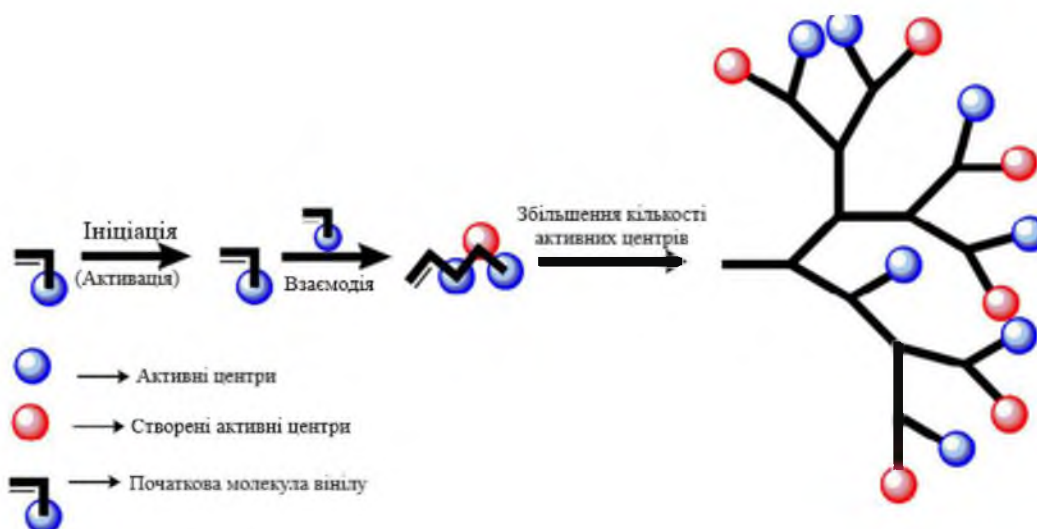 Ініціація
(Активація)
Взаємодія
Збільшення кількості
активних центрів
Активні центри
Створені активні центри
Початкова молекула вінілу